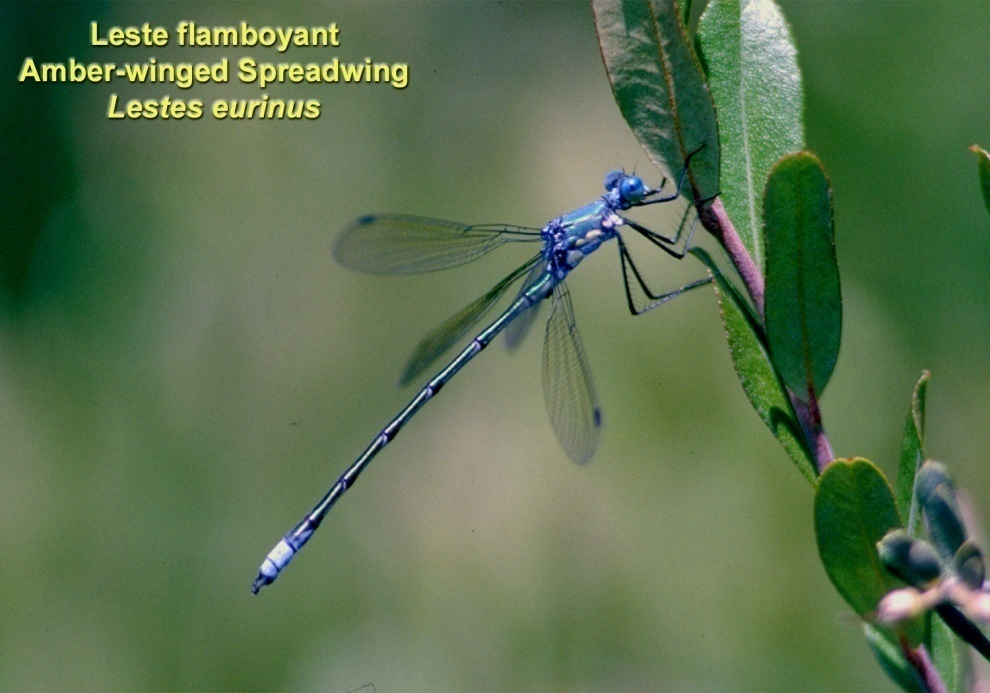 Leste flamboyant
Amber-winged Spreadwing
Lestes eurinus